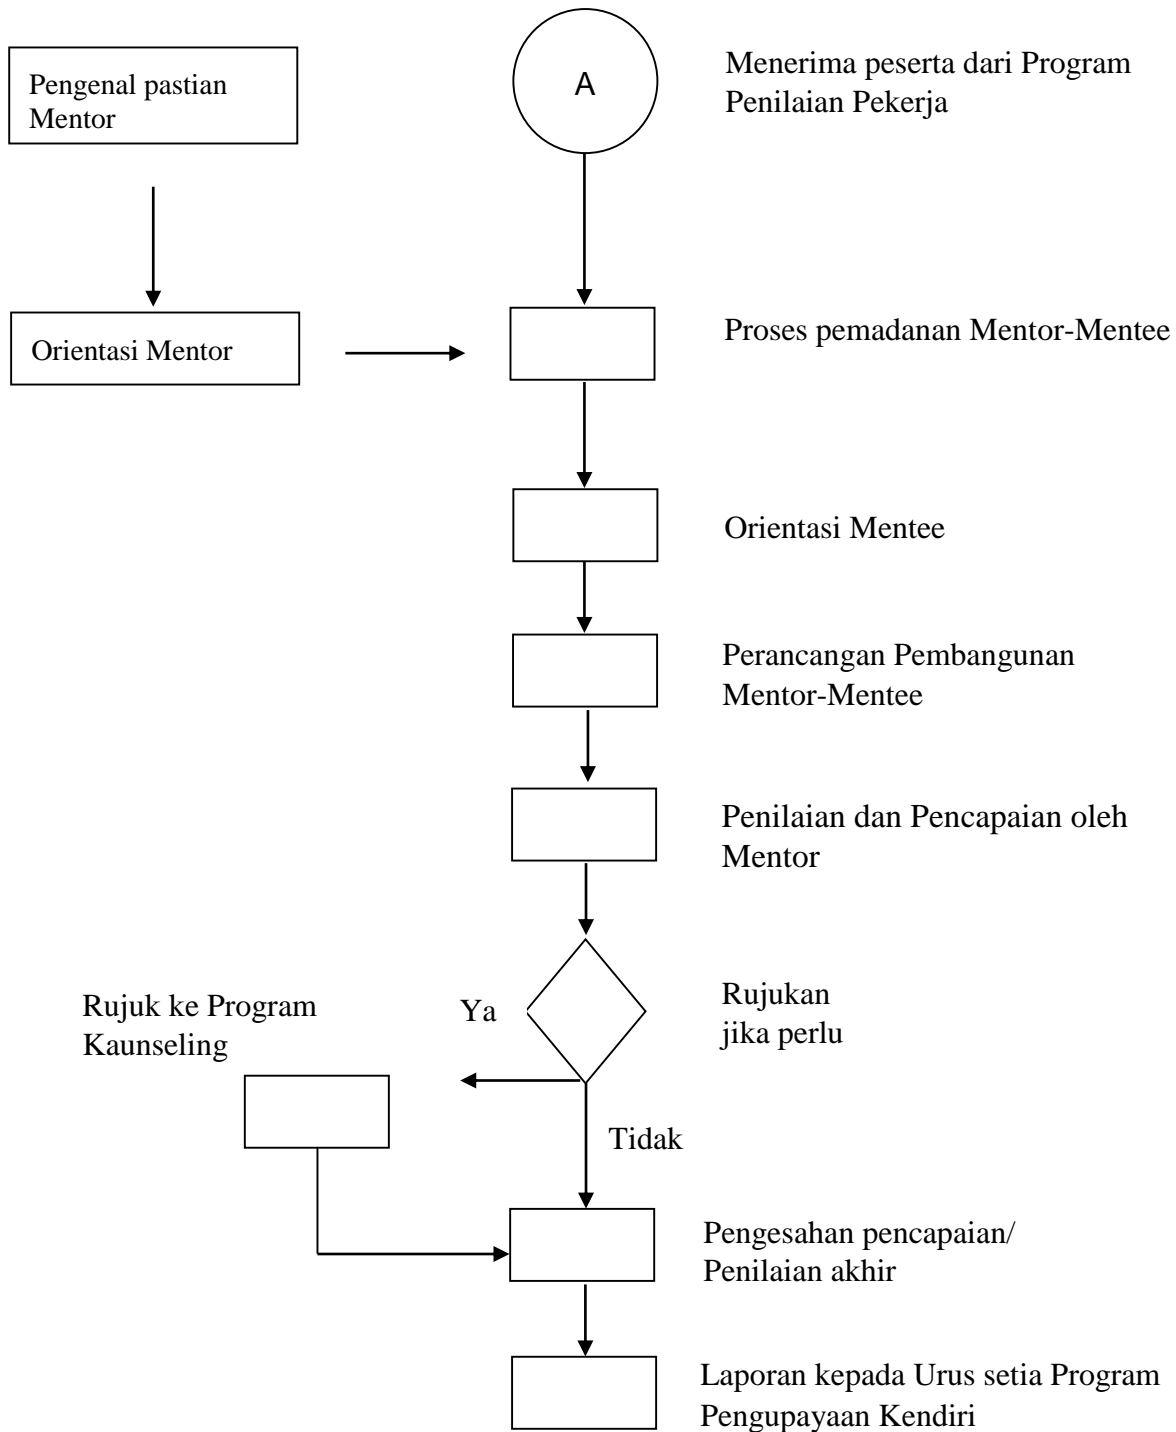 Pengenal pastian
Mentor
A
Menerima peserta dari Program
Penilaian Pekerja
Orientasi Mentor
Proses pemadanan Mentor-Mentee
Orientasi Mentee
Perancangan Pembangunan
Mentor-Mentee
Penilaian dan Pencapaian oleh
Mentor
Rujuk ke Program
Kaunseling
Ya
Rujukan
jika perlu
Tidak
Pengesahan pencapaian/
Penilaian akhir
Laporan kepada Urus setia Program
Pengupayaan Kendiri